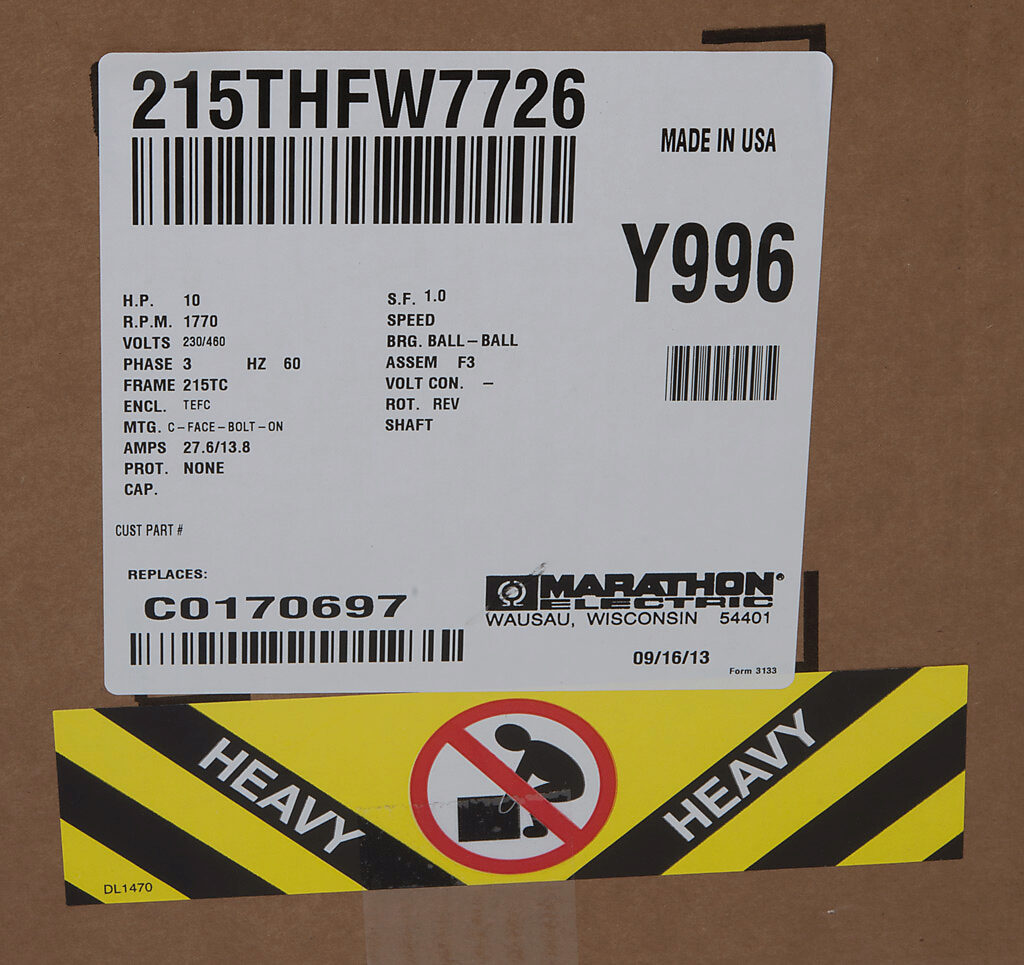 215THFW7726
MADE IN USA
Y996
H.P. 10
R.P.M. 1770
VOLTS 230/460
PHASE 3 HZ 60
FRAME 215TC
ENCL. TEFC
MTG. C-FACE-BOLT-ON
AMPS 27.6/13.8
PROT. NONE
CAP.
S.F. 1.0
SPEED
BRG. BALL-BALL
ASSEM F3
VOLT CON. -
ROT. REV
SHAFT
CUST PART #
REPLACES:
C0170697
MARATHON®
ELECTRIC
WAUSAU, WISCONSIN 54401
09/16/13
Form 3133
HEAVY
HEAVY
DL1470